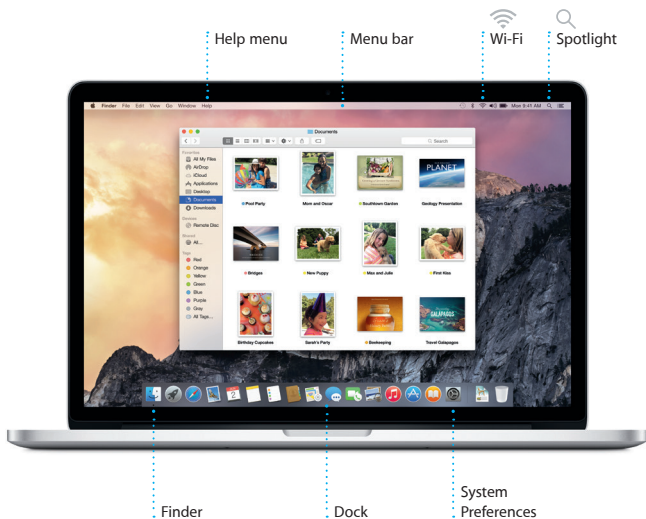 Wi-Fi
Spotlight
Help menu
Menu bar
Finder File Edit View Go Window Help
Mon 9:41 AM
Documents
Search
Favorites
All My Files
AirDrop
iCloud
Applications
Desktop
Documents
Downloads
Devices
Remote Disc
Shared
All...
Tags
Red
Orange
Yellow
Green
Blue
Purple
Gray
All Tags...
PLANET
Pool Party
Mom and Oscar
Southtown Garden
Geology Presentation
Bridges
New Puppy
Max and Julie
First Kiss
GALAPAGOS
Birthday Cupcakes
Sarah's Party
Beekeeping
Travel Galapagos
2
Finder
Dock
System
Preferences